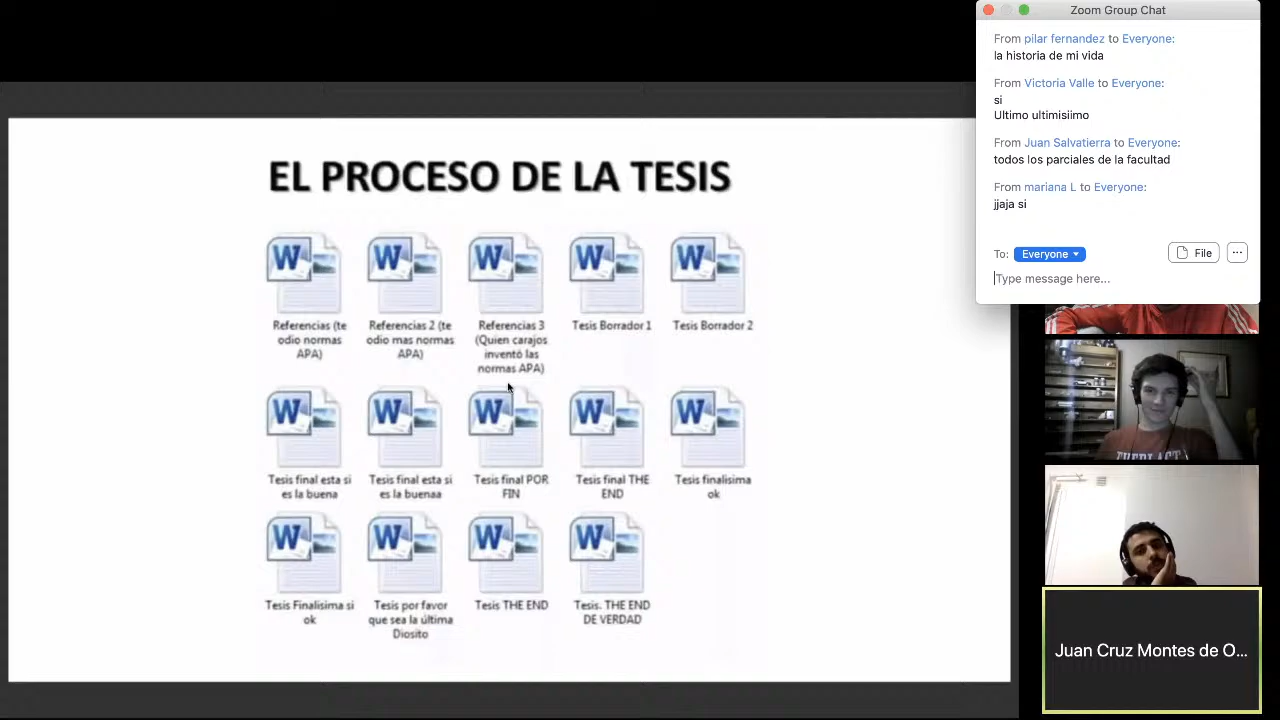 Zoom Group Chat
From pilar fernandez to Everyone:
la historia de mi vida
From Victoria Valle to Everyone:
si
Ultimo ultimisiimo
From Juan Salvatierra to Everyone:
todos los parciales de la facultad
From mariana L to Everyone:
jjaja si
To: Everyone
File
Type message here...
EL PROCESO DE LA TESIS
Referencias (te
odio normas
APA)
Referencias 2 (te
odio mas normas
APA)
Referencias 3
(Quien carajos
inventó las
normas APA)
Tesis Borrador 1
Tesis Borrador 2
Tesis final esta si
es la buena
Tesis final esta si
es la buenaa
Tesis final POR
FIN
Tesis final THE
END
Tesis finalisima
ok
Tesis Finalisima si
ok
Tesis por favor
que sea la última
Diosito
Tesis THE END
Tesis. THE END
DE VERDAD
EVERLAST
Juan Cruz Montes de O...